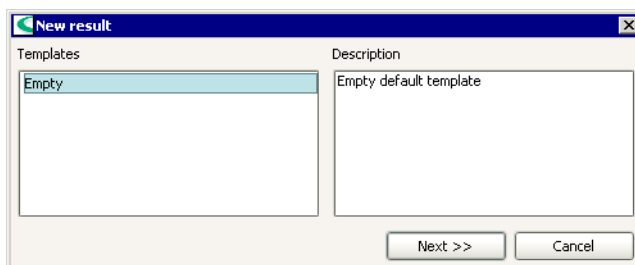 New result
Templates
Description
Empty
Empty default template
Next >>
Cancel